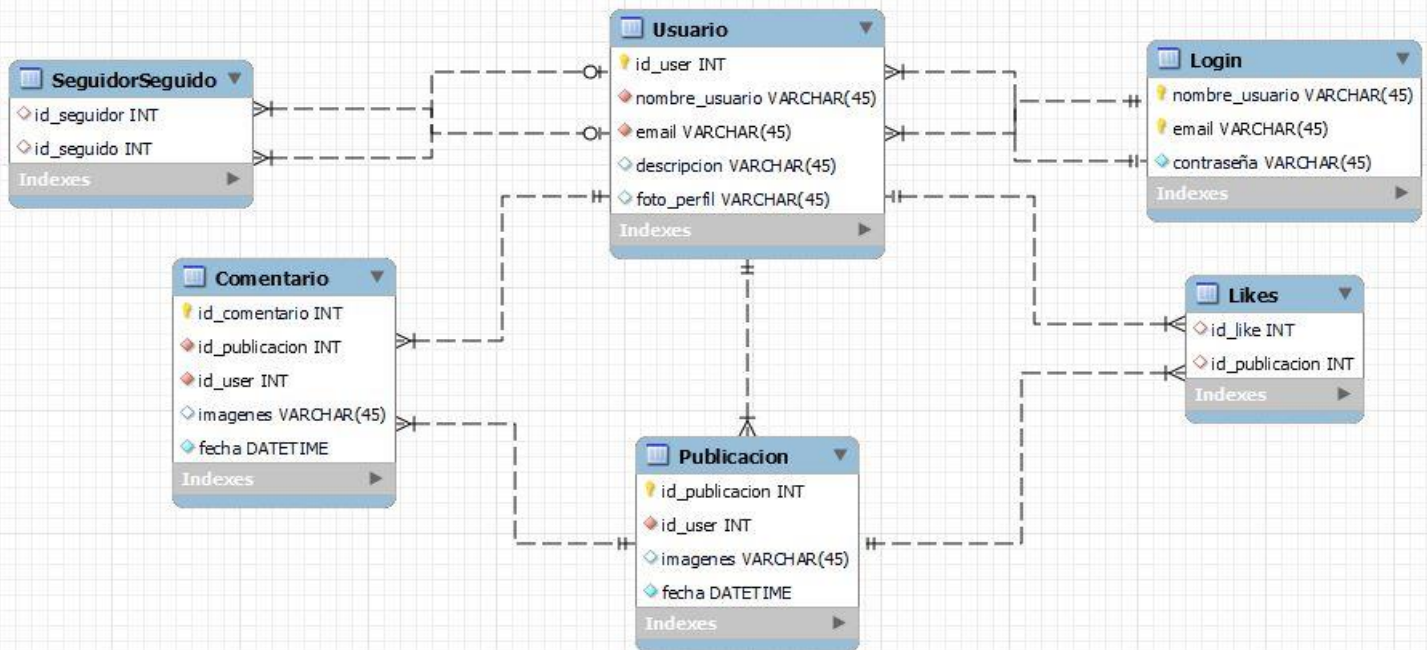 Usuario
id_user INT
nombre_usuario VARCHAR(45)
email VARCHAR(45)
descripcion VARCHAR(45)
foto_perfil VARCHAR(45)
Indexes
SeguidorSeguido
id_seguidor INT
id_seguido INT
Indexes
Login
nombre_usuario VARCHAR(45)
email VARCHAR(45)
contraseña VARCHAR(45)
Indexes
Comentario
id_comentario INT
id_publicacion INT
id_user INT
imagenes VARCHAR(45)
fecha DATETIME
Indexes
Likes
id_like INT
id_publicacion INT
Indexes
Publicacion
id_publicacion INT
id_user INT
imagenes VARCHAR(45)
fecha DATETIME
Indexes